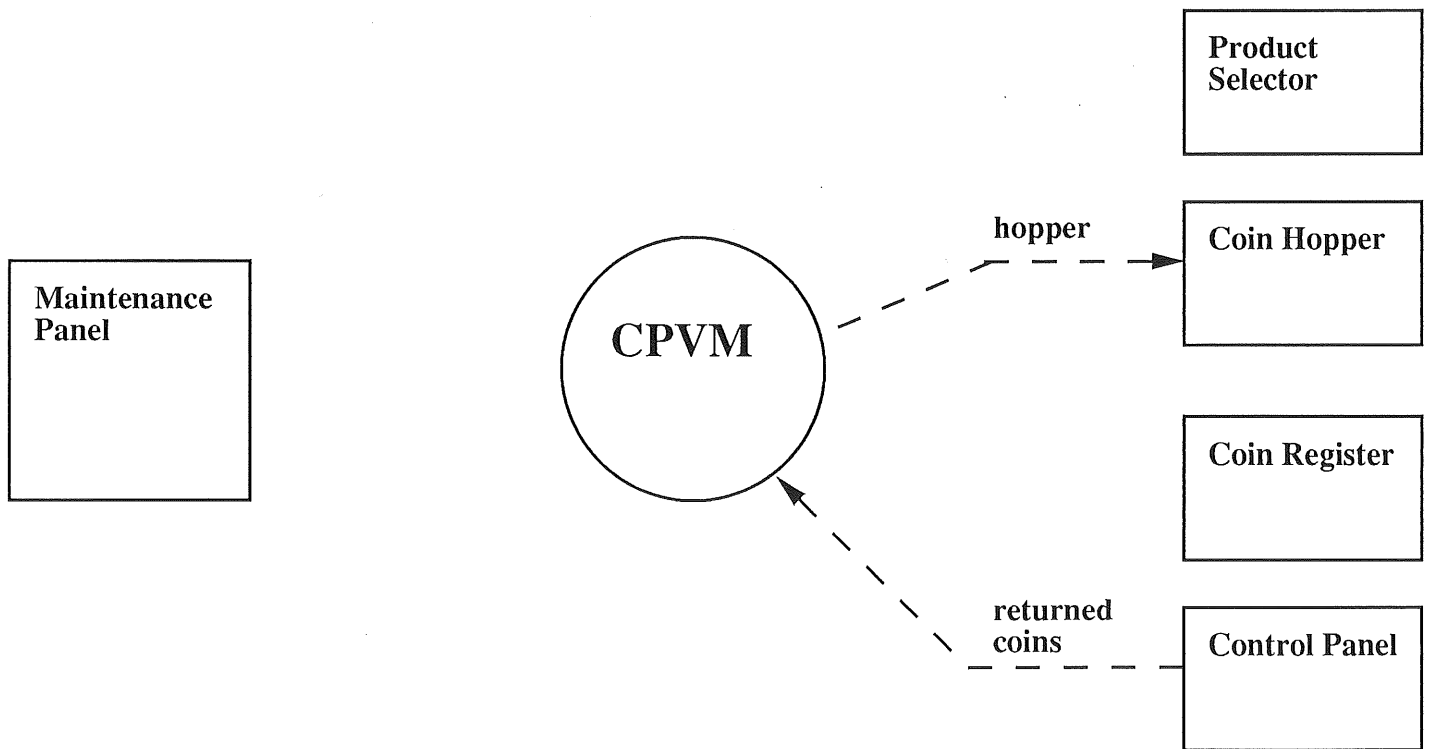 Product
Selector
hopper
Coin Hopper
Maintenance
Panel
CPVM
Coin Register
returned
coins
Control Panel